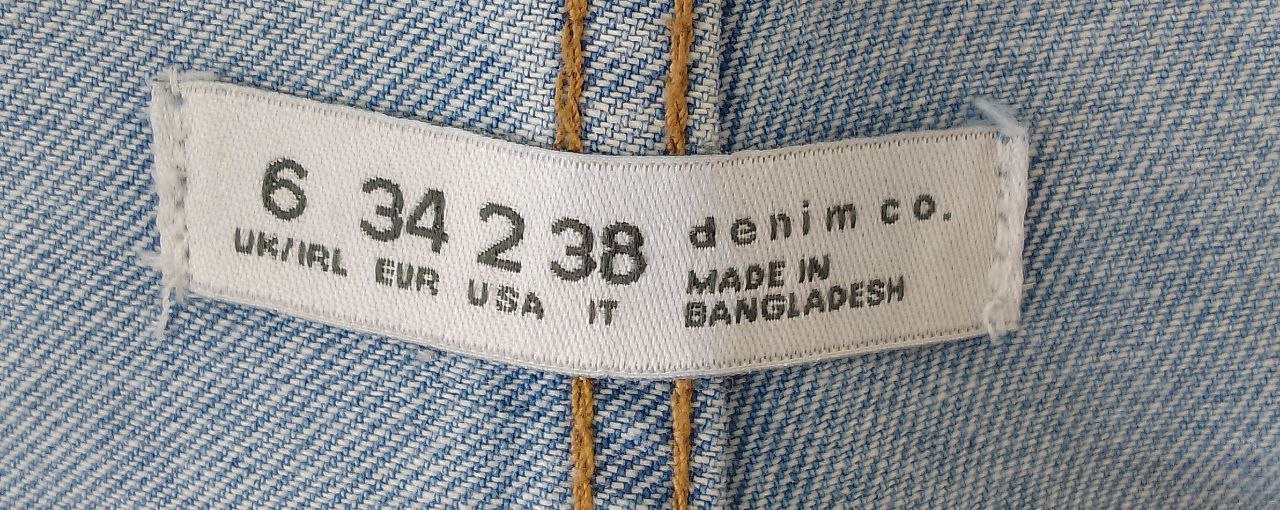 6 34 2 38 denim co.
UK/IRL EUR USA IT MADE IN
BANGLADESH